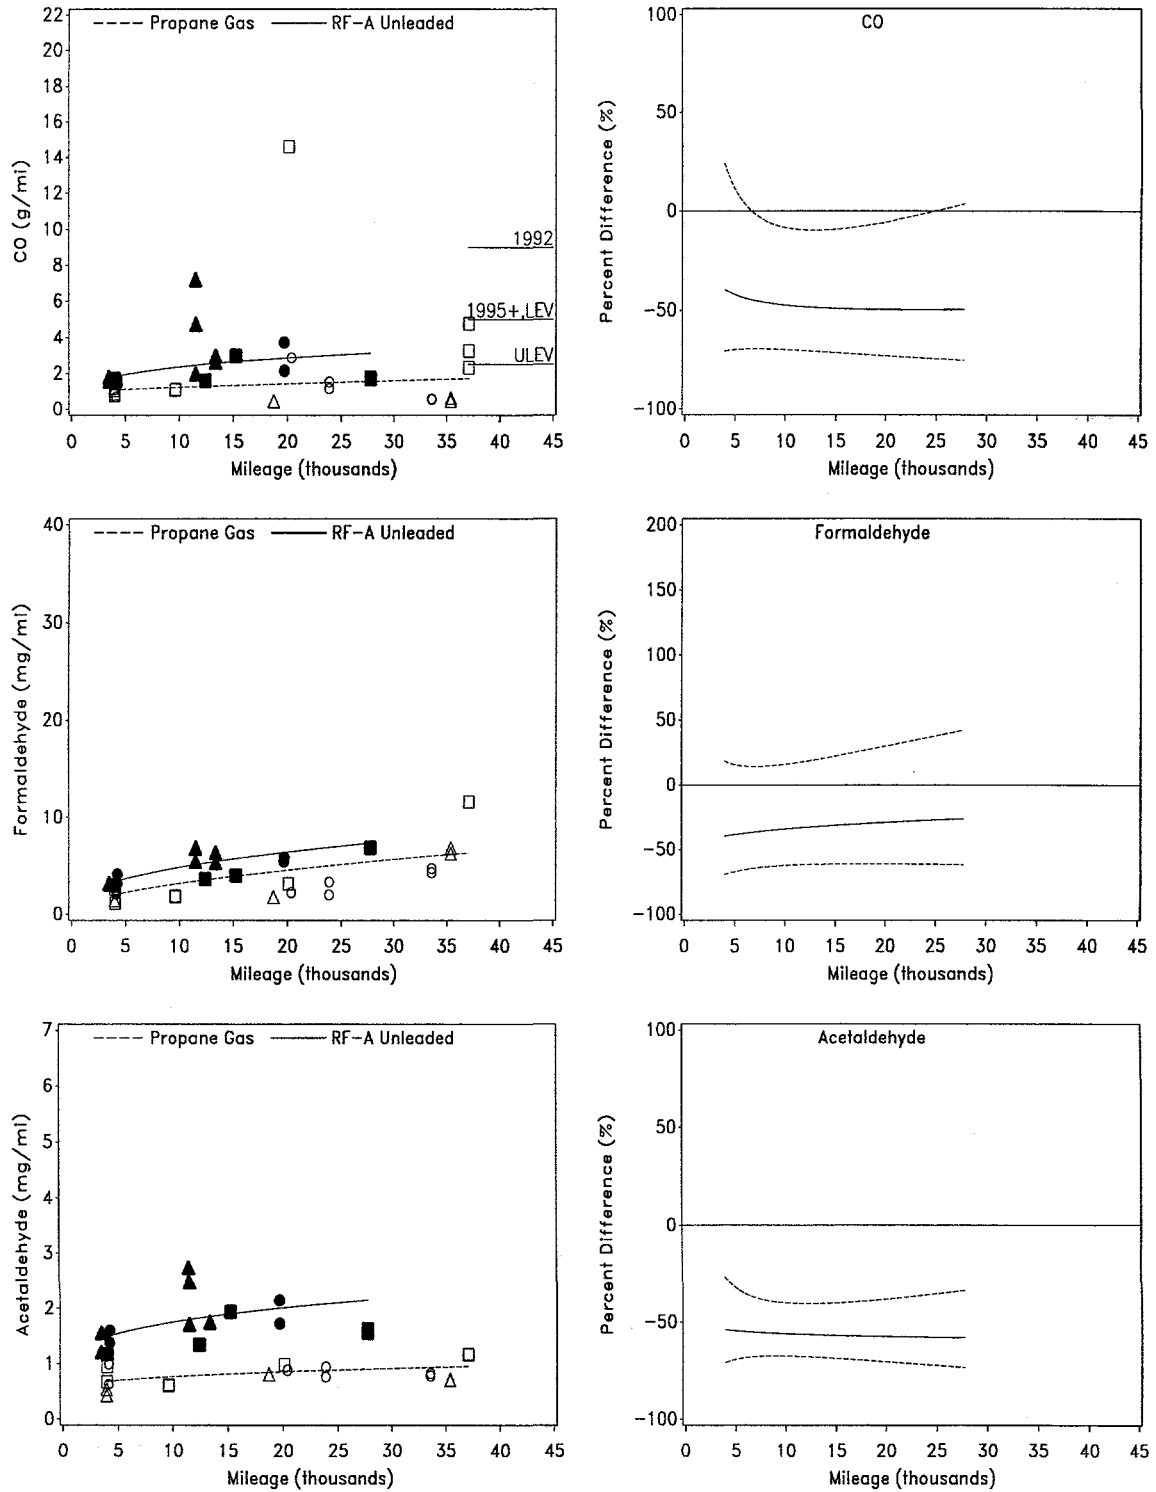 Propane Gas RF-A Unleaded
CO (g/mi)
22
20
18
16
14
12
10
8
6
4
2
0
1992
1995+,LEV
ULEV
0 5 10 15 20 25 30 35 40 45
Mileage (thousands)
CO
Percent Difference (%)
100
50
0
-50
-100
0 5 10 15 20 25 30 35 40 45
Mileage (thousands)
Propane Gas RF-A Unleaded
Formaldehyde (mg/mi)
40
30
20
10
0
0 5 10 15 20 25 30 35 40 45
Mileage (thousands)
Formaldehyde
Percent Difference (%)
200
150
100
50
0
-50
-100
0 5 10 15 20 25 30 35 40 45
Mileage (thousands)
Propane Gas RF-A Unleaded
Acetaldehyde (mg/mi)
7
6
5
4
3
2
1
0
0 5 10 15 20 25 30 35 40 45
Mileage (thousands)
Acetaldehyde
Percent Difference (%)
100
50
0
-50
-100
0 5 10 15 20 25 30 35 40 45
Mileage (thousands)